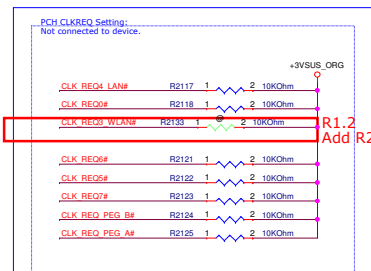 PCH CLKREQ Setting:
Not connected to device.
+3VSUS_ORG
CLK_REQ4_LAN# R2117 1 2 10KOhm
CLK_REQ0# R2118 1 2 10KOhm
@
CLK_REQ3_WLAN# R2133 1 2 10KOhm
R1.2
Add R2
CLK_REQ6# R2121 1 2 10KOhm
CLK_REQ5# R2122 1 2 10KOhm
CLK_REQ7# R2123 1 2 10KOhm
CLK_REQ_PEG_B# R2124 1 2 10KOhm
CLK_REQ_PEG_A# R2125 1 2 10KOhm